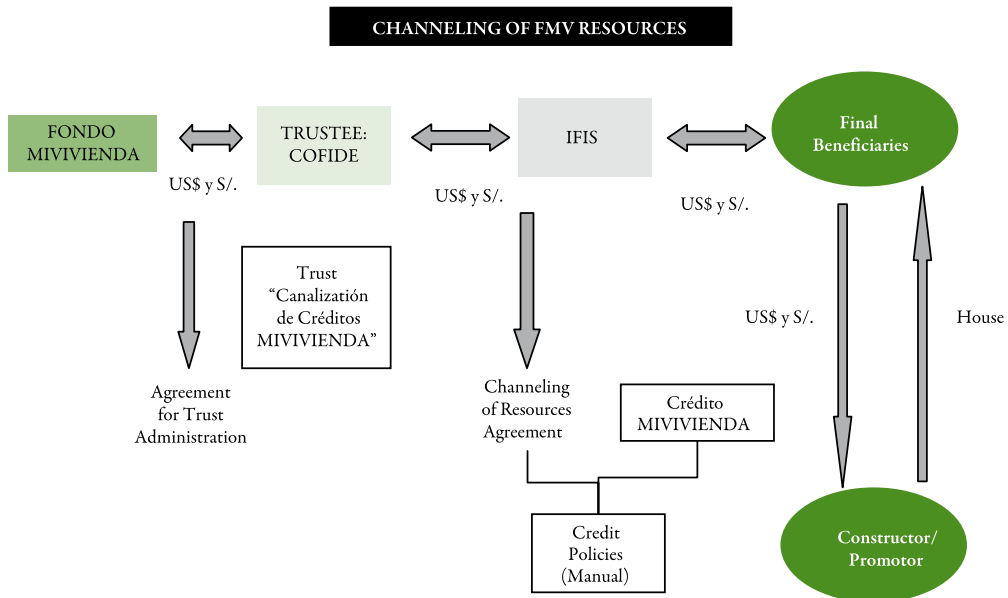 CHANNELING OF FMV RESOURCES
FONDO
MIVIVIENDA
TRUSTEE:
COFIDE
IFIS
Final
Beneficiaries
US$ y S/.
US$ y S/.
US$ y S/.
Trust
“Canalizatión
de Créditos
MIVIVIENDA”
US$ y S/.
House
Agreement
for Trust
Administration
Channeling
of Resources
Agreement
Crédito
MIVIVIENDA
Credit
Policies
(Manual)
Constructor/
Promotor